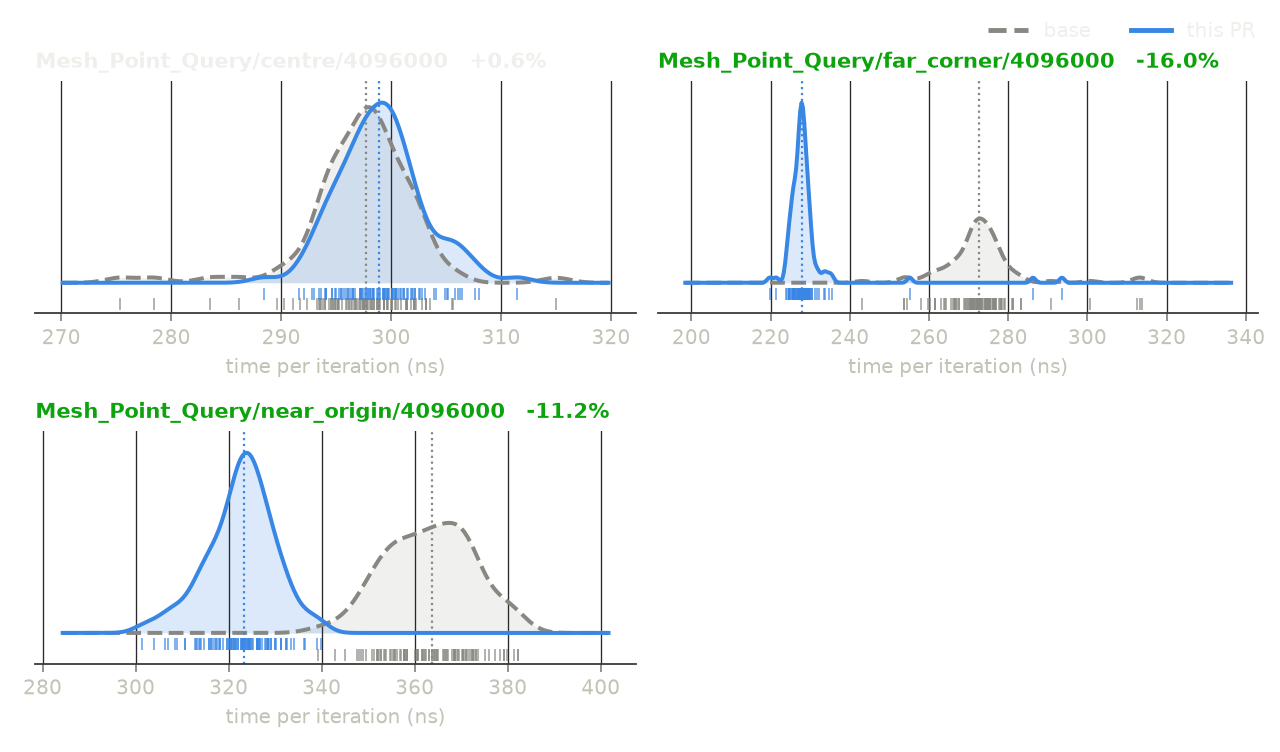 base this PR
Mesh_Point_Query/centre/4096000 +0.6%
Mesh_Point_Query/far_corner/4096000 -16.0%
270 280 290 300 310 320
time per iteration (ns)
200 220 240 260 280 300 320 340
time per iteration (ns)
Mesh_Point_Query/near_origin/4096000 -11.2%
280 300 320 340 360 380 400
time per iteration (ns)